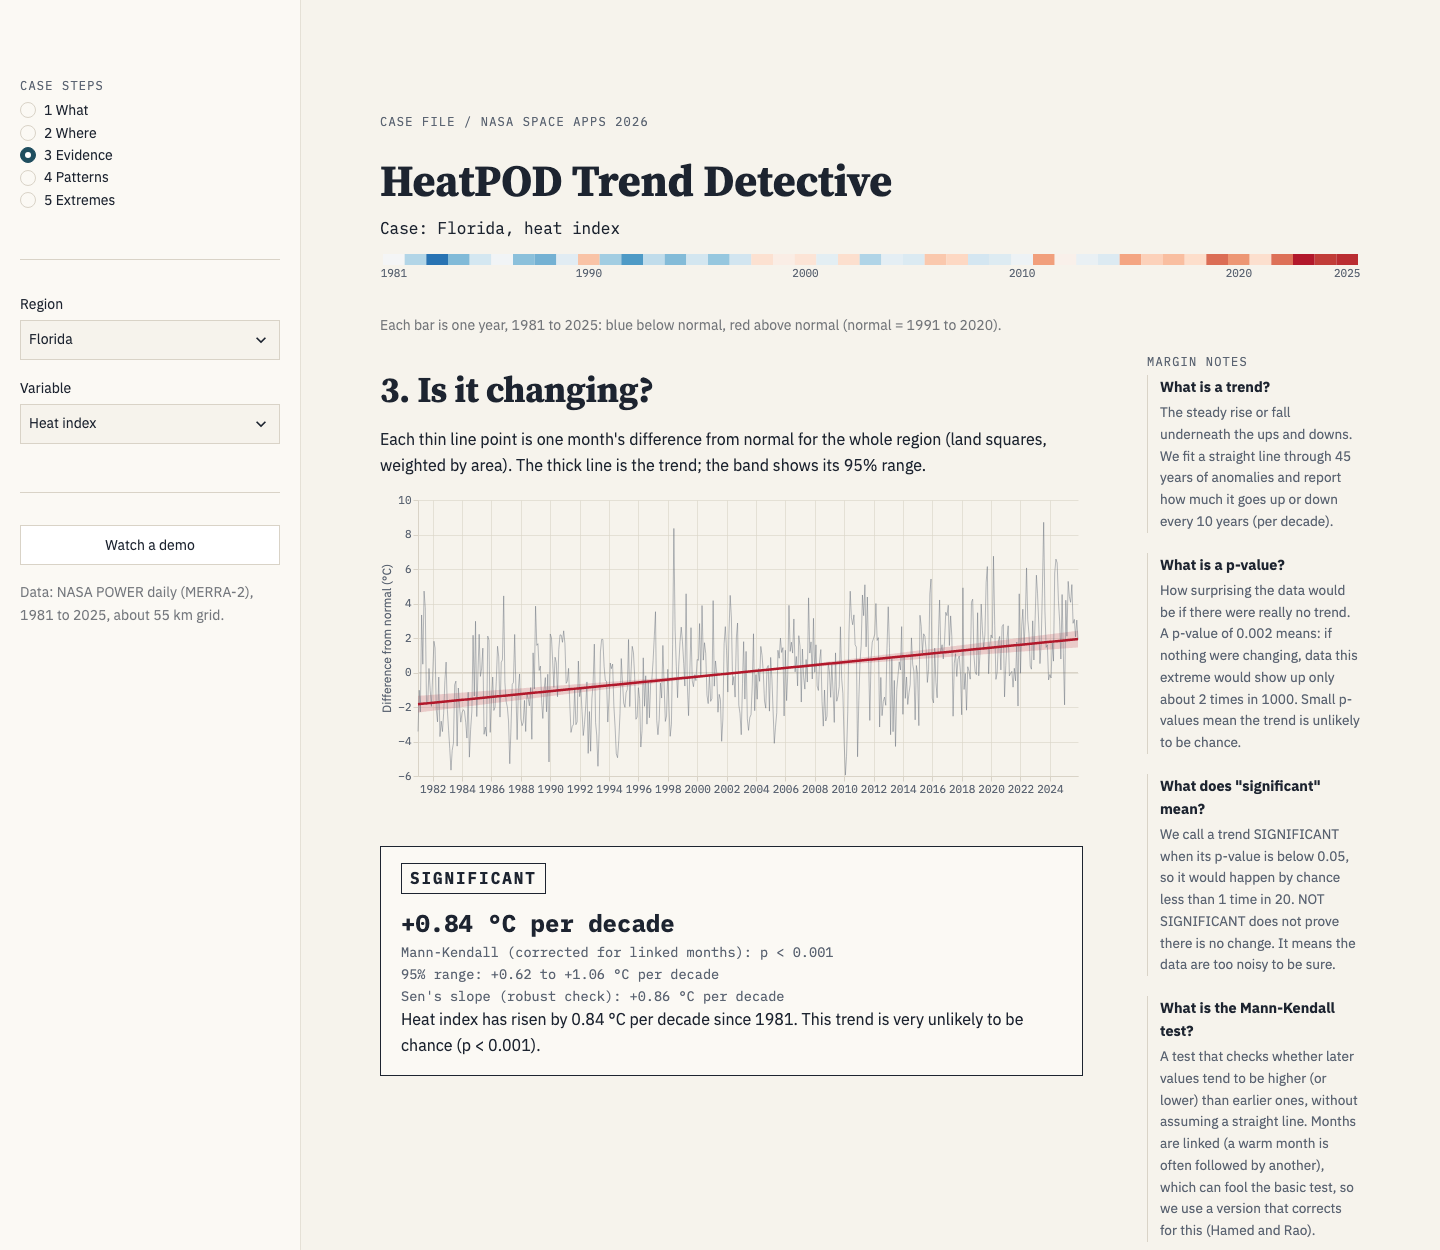 CASE STEPS
1 What
2 Where
3 Evidence
4 Patterns
5 Extremes
Region
Florida
Variable
Heat index
Watch a demo
Data: NASA POWER daily (MERRA-2),
1981 to 2025, about 55 km grid.
CASE FILE / NASA SPACE APPS 2026
HeatPOD Trend Detective
Case: Florida, heat index
1981 1990 2000 2010 2020 2025
Each bar is one year, 1981 to 2025: blue below normal, red above normal (normal = 1991 to 2020).
3. Is it changing?
Each thin line point is one month's difference from normal for the whole region (land squares,
weighted by area). The thick line is the trend; the band shows its 95% range.
Difference from normal (°C)
10
8
6
4
2
0
−2
−4
−6
1982 1984 1986 1988 1990 1992 1994 1996 1998 2000 2002 2004 2006 2008 2010 2012 2014 2016 2018 2020 2022 2024
SIGNIFICANT
+0.84 °C per decade
Mann-Kendall (corrected for linked months): p < 0.001
95% range: +0.62 to +1.06 °C per decade
Sen's slope (robust check): +0.86 °C per decade
Heat index has risen by 0.84 °C per decade since 1981. This trend is very unlikely to be
chance (p < 0.001).
MARGIN NOTES
What is a trend?
The steady rise or fall
underneath the ups and downs.
We fit a straight line through 45
years of anomalies and report
how much it goes up or down
every 10 years (per decade).
What is a p-value?
How surprising the data would
be if there were really no trend.
A p-value of 0.002 means: if
nothing were changing, data this
extreme would show up only
about 2 times in 1000. Small p-
values mean the trend is unlikely
to be chance.
What does "significant"
mean?
We call a trend SIGNIFICANT
when its p-value is below 0.05,
so it would happen by chance
less than 1 time in 20. NOT
SIGNIFICANT does not prove
there is no change. It means the
data are too noisy to be sure.
What is the Mann-Kendall
test?
A test that checks whether later
values tend to be higher (or
lower) than earlier ones, without
assuming a straight line. Months
are linked (a warm month is
often followed by another),
which can fool the basic test, so
we use a version that corrects
for this (Hamed and Rao).